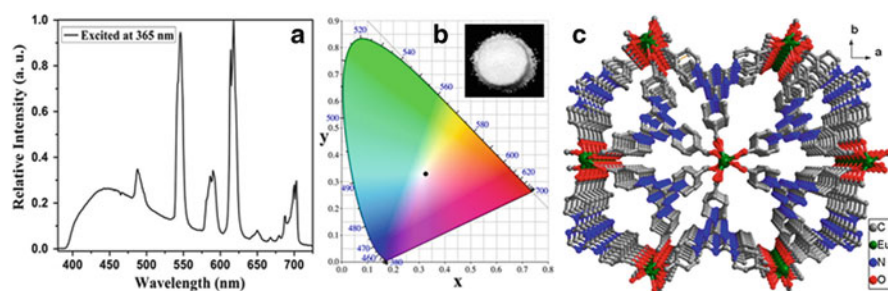 a
Excited at 365 nm
Relative Intensity (a. u.)
1.0
0.8
0.6
0.4
0.2
0.0
400 450 500 550 600 650 700
Wavelength (nm)
b
y
0.9
0.8
0.7
0.6
0.5
0.4
0.3
0.2
0.1
0.0
0.0 0.1 0.2 0.3 0.4 0.5 0.6 0.7 0.8
x
520
540
560
580
600
620
700
500
490
480
470
460
380
c
b
a
C
Eu
N
O